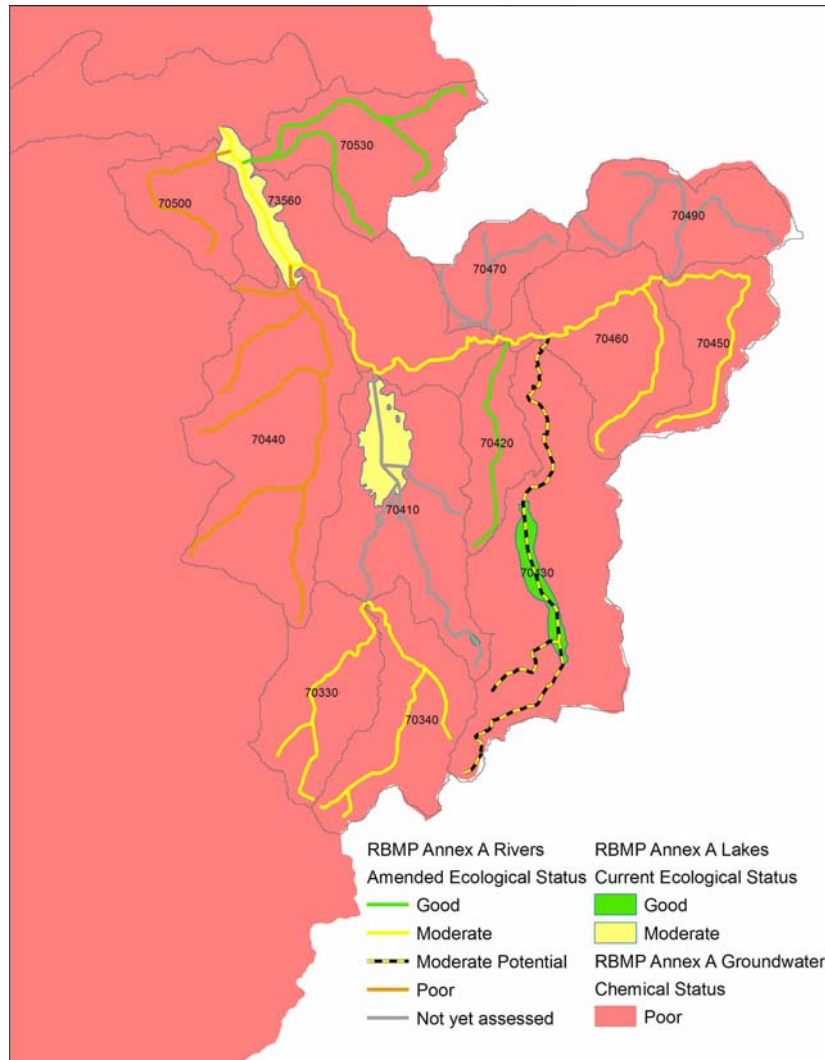 70530
70500
73560
70490
70470
70460
70450
70440
70420
70410
70430
70330
70340
RBMP Annex A Rivers
Amended Ecological Status
Good
Moderate
Moderate Potential
Poor
Not yet assessed
RBMP Annex A Lakes
Current Ecological Status
Good
Moderate
RBMP Annex A Groundwater
Chemical Status
Poor